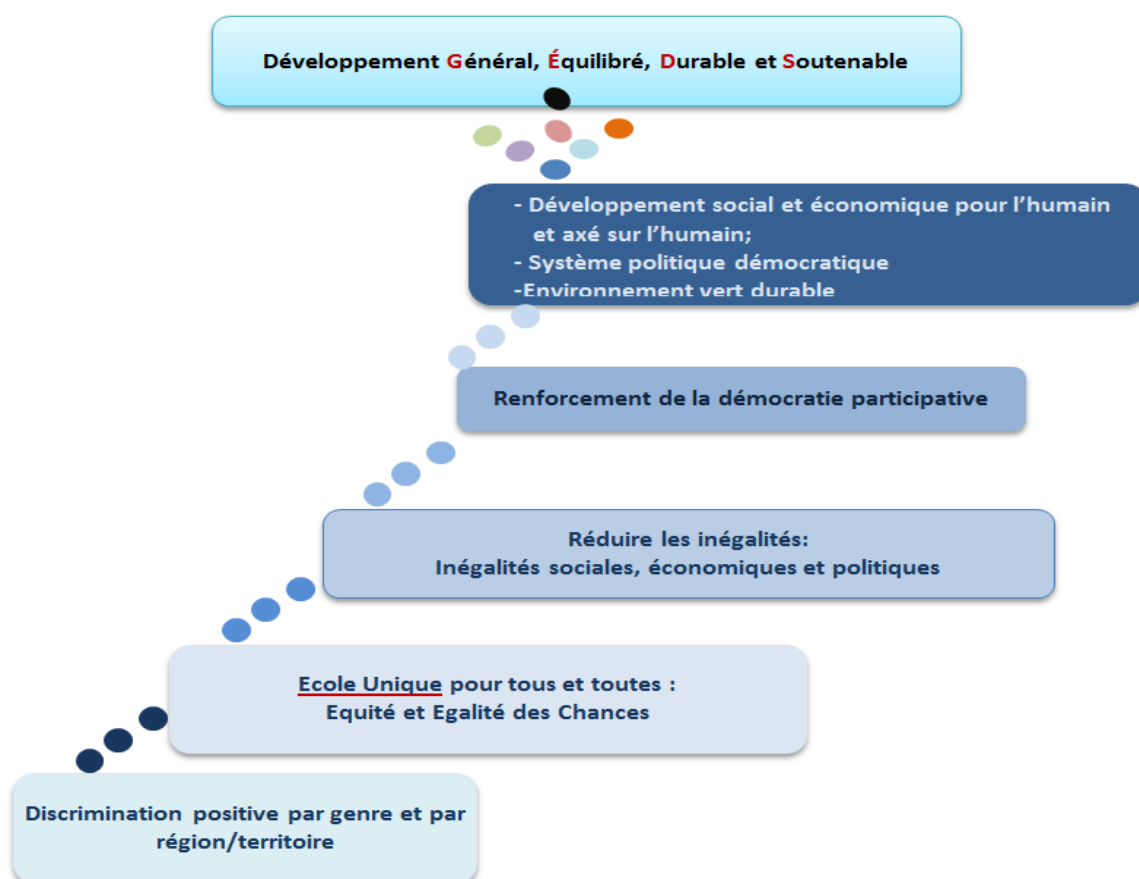 Développement Général, Équilibré, Durable et Soutenable
- Développement social et économique pour l’humain
et axé sur l’humain;
- Système politique démocratique
-Environnement vert durable
Renforcement de la démocratie participative
Réduire les inégalités:
Inégalités sociales, économiques et politiques
Ecole Unique pour tous et toutes :
Equité et Egalité des Chances
Discrimination positive par genre et par
région/territoire